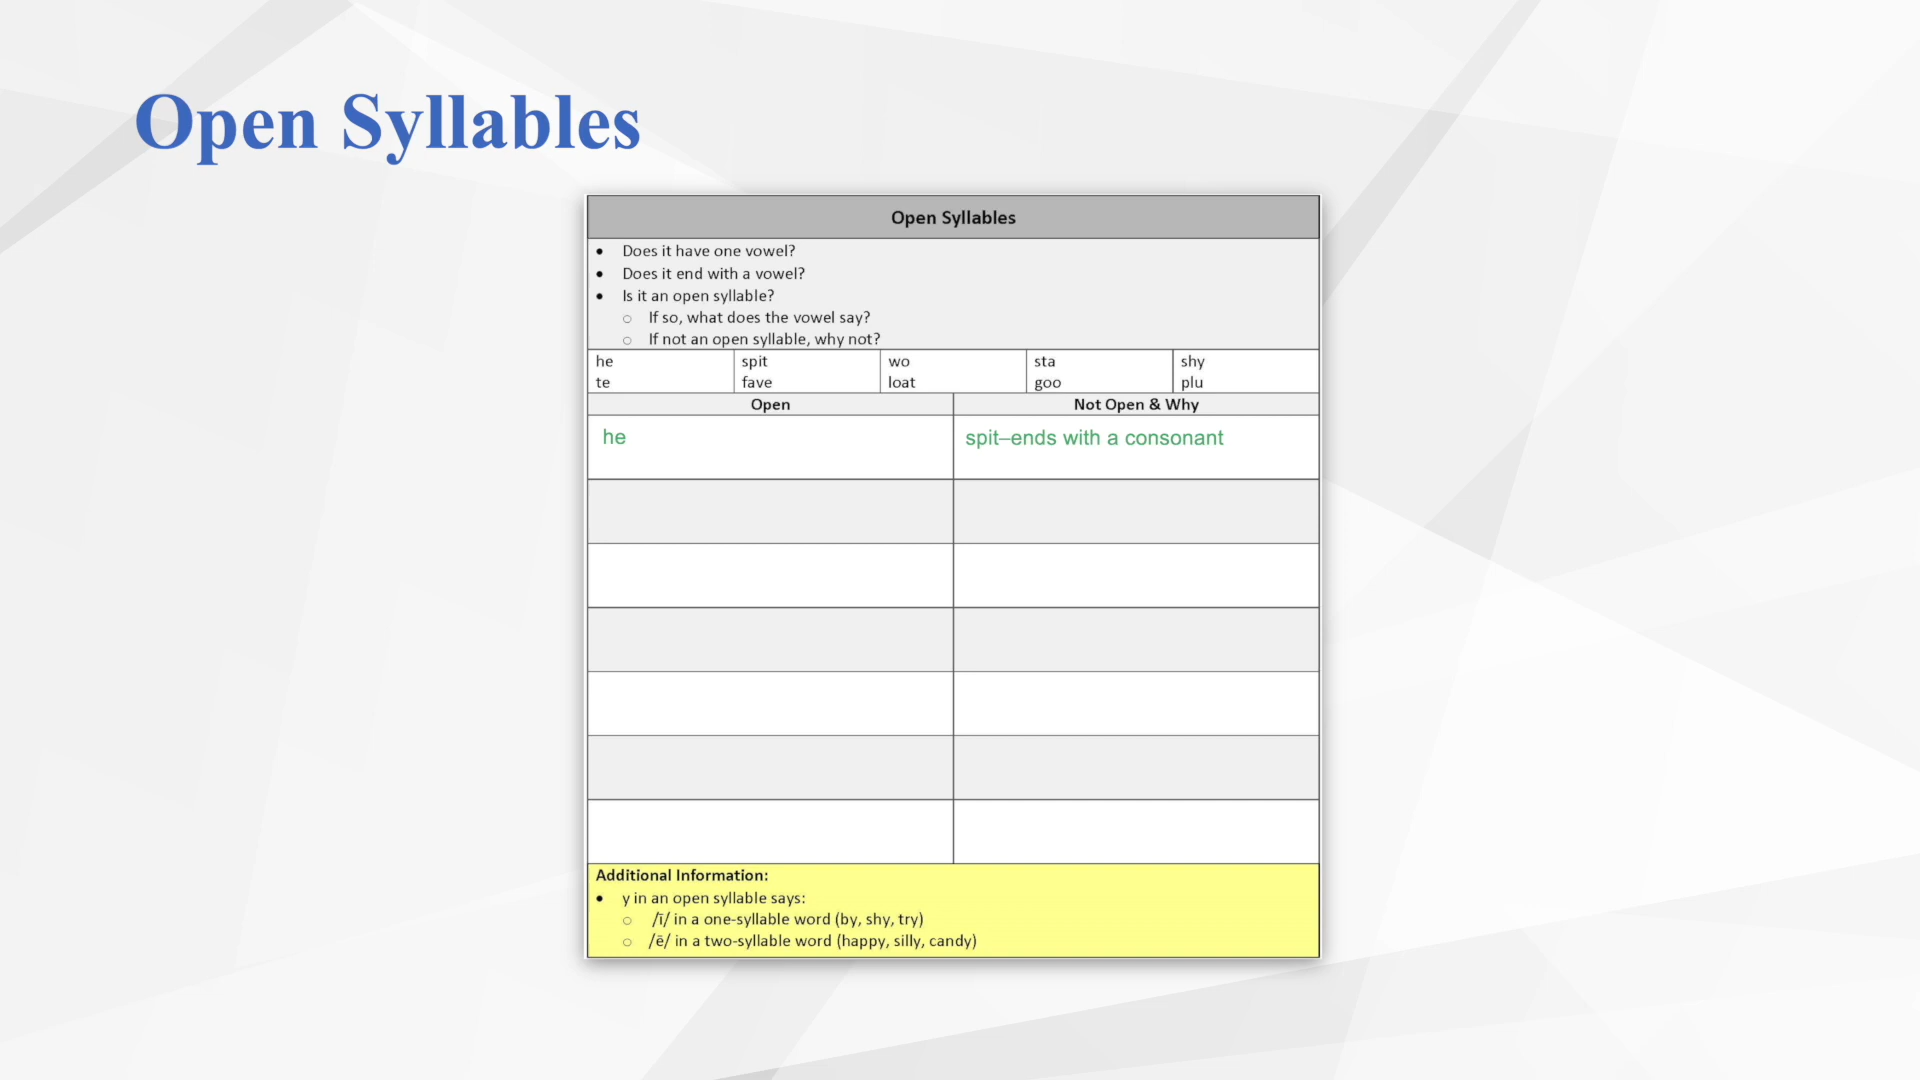 Open Syllables
Open Syllables
• Does it have one vowel?
• Does it end with a vowel?
• Is it an open syllable?
○ If so, what does the vowel say?
○ If not an open syllable, why not?
he spit wo sta shy
te fave loat goo plu
Open Not Open & Why
he spit–ends with a consonant
Additional Information:
• y in an open syllable says:
○ /ī/ in a one-syllable word (by, shy, try)
○ /ē/ in a two-syllable word (happy, silly, candy)